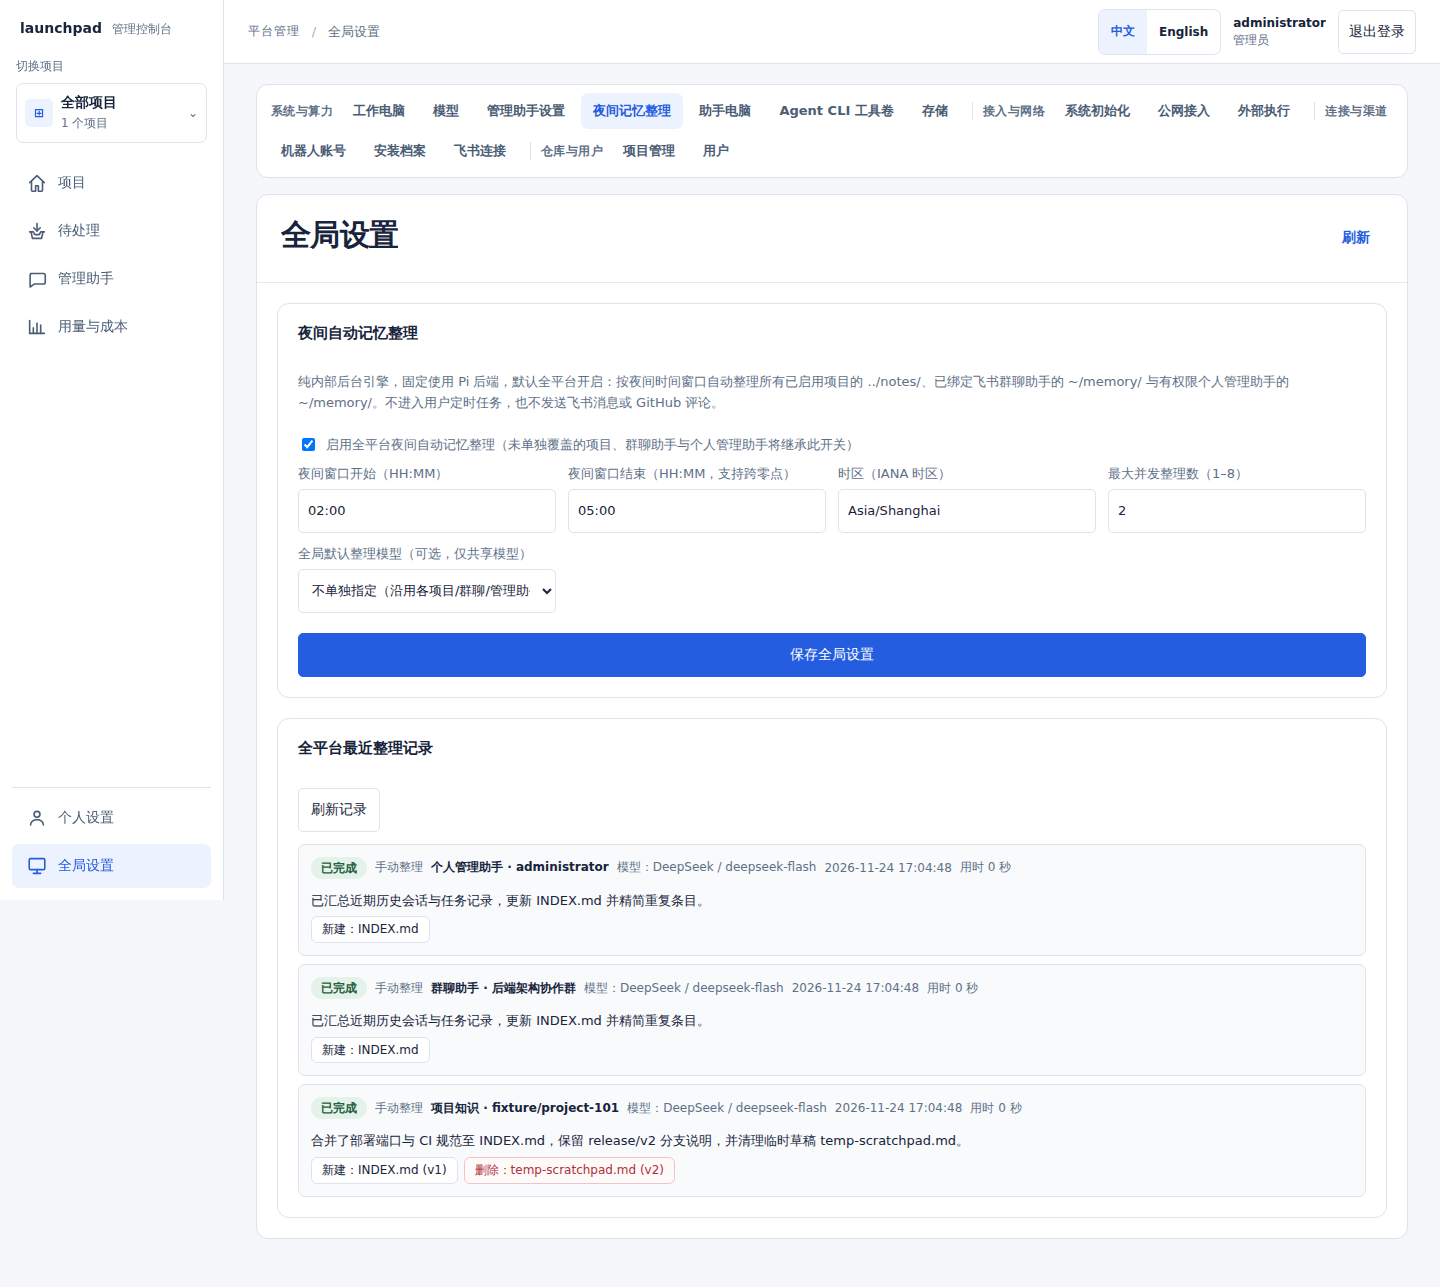 launchpad 管理控制台
切换项目
全部项目
1 个项目
项目
待处理
管理助手
用量与成本
个人设置
全局设置
平台管理 / 全局设置
中文 English
administrator
管理员
退出登录
系统与算力 工作电脑 模型 管理助手设置 夜间记忆整理 助手电脑 Agent CLI 工具卷 存储 接入与网络 系统初始化 公网接入 外部执行 连接与渠道
机器人账号 安装档案 飞书连接 仓库与用户 项目管理 用户
全局设置
刷新
夜间自动记忆整理
纯内部后台引擎，固定使用 Pi 后端，默认全平台开启：按夜间时间窗口自动整理所有已启用项目的 ../notes/、已绑定飞书群聊助手的 ~/memory/ 与有权限个人管理助手的
~/memory/。不进入用户定时任务，也不发送飞书消息或 GitHub 评论。
启用全平台夜间自动记忆整理（未单独覆盖的项目、群聊助手与个人管理助手将继承此开关）
夜间窗口开始（HH:MM） 夜间窗口结束（HH:MM，支持跨零点） 时区（IANA 时区） 最大并发整理数（1–8）
02:00 05:00 Asia/Shanghai 2
全局默认整理模型（可选，仅共享模型）
不单独指定（沿用各项目/群聊/管理助
保存全局设置
全平台最近整理记录
刷新记录
已完成 手动整理 个人管理助手 · administrator 模型：DeepSeek / deepseek-flash 2026-11-24 17:04:48 用时 0 秒
已汇总近期历史会话与任务记录，更新 INDEX.md 并精简重复条目。
新建：INDEX.md
已完成 手动整理 群聊助手 · 后端架构协作群 模型：DeepSeek / deepseek-flash 2026-11-24 17:04:48 用时 0 秒
已汇总近期历史会话与任务记录，更新 INDEX.md 并精简重复条目。
新建：INDEX.md
已完成 手动整理 项目知识 · fixture/project-101 模型：DeepSeek / deepseek-flash 2026-11-24 17:04:48 用时 0 秒
合并了部署端口与 CI 规范至 INDEX.md，保留 release/v2 分支说明，并清理临时草稿 temp-scratchpad.md。
新建：INDEX.md (v1) 删除：temp-scratchpad.md (v2)